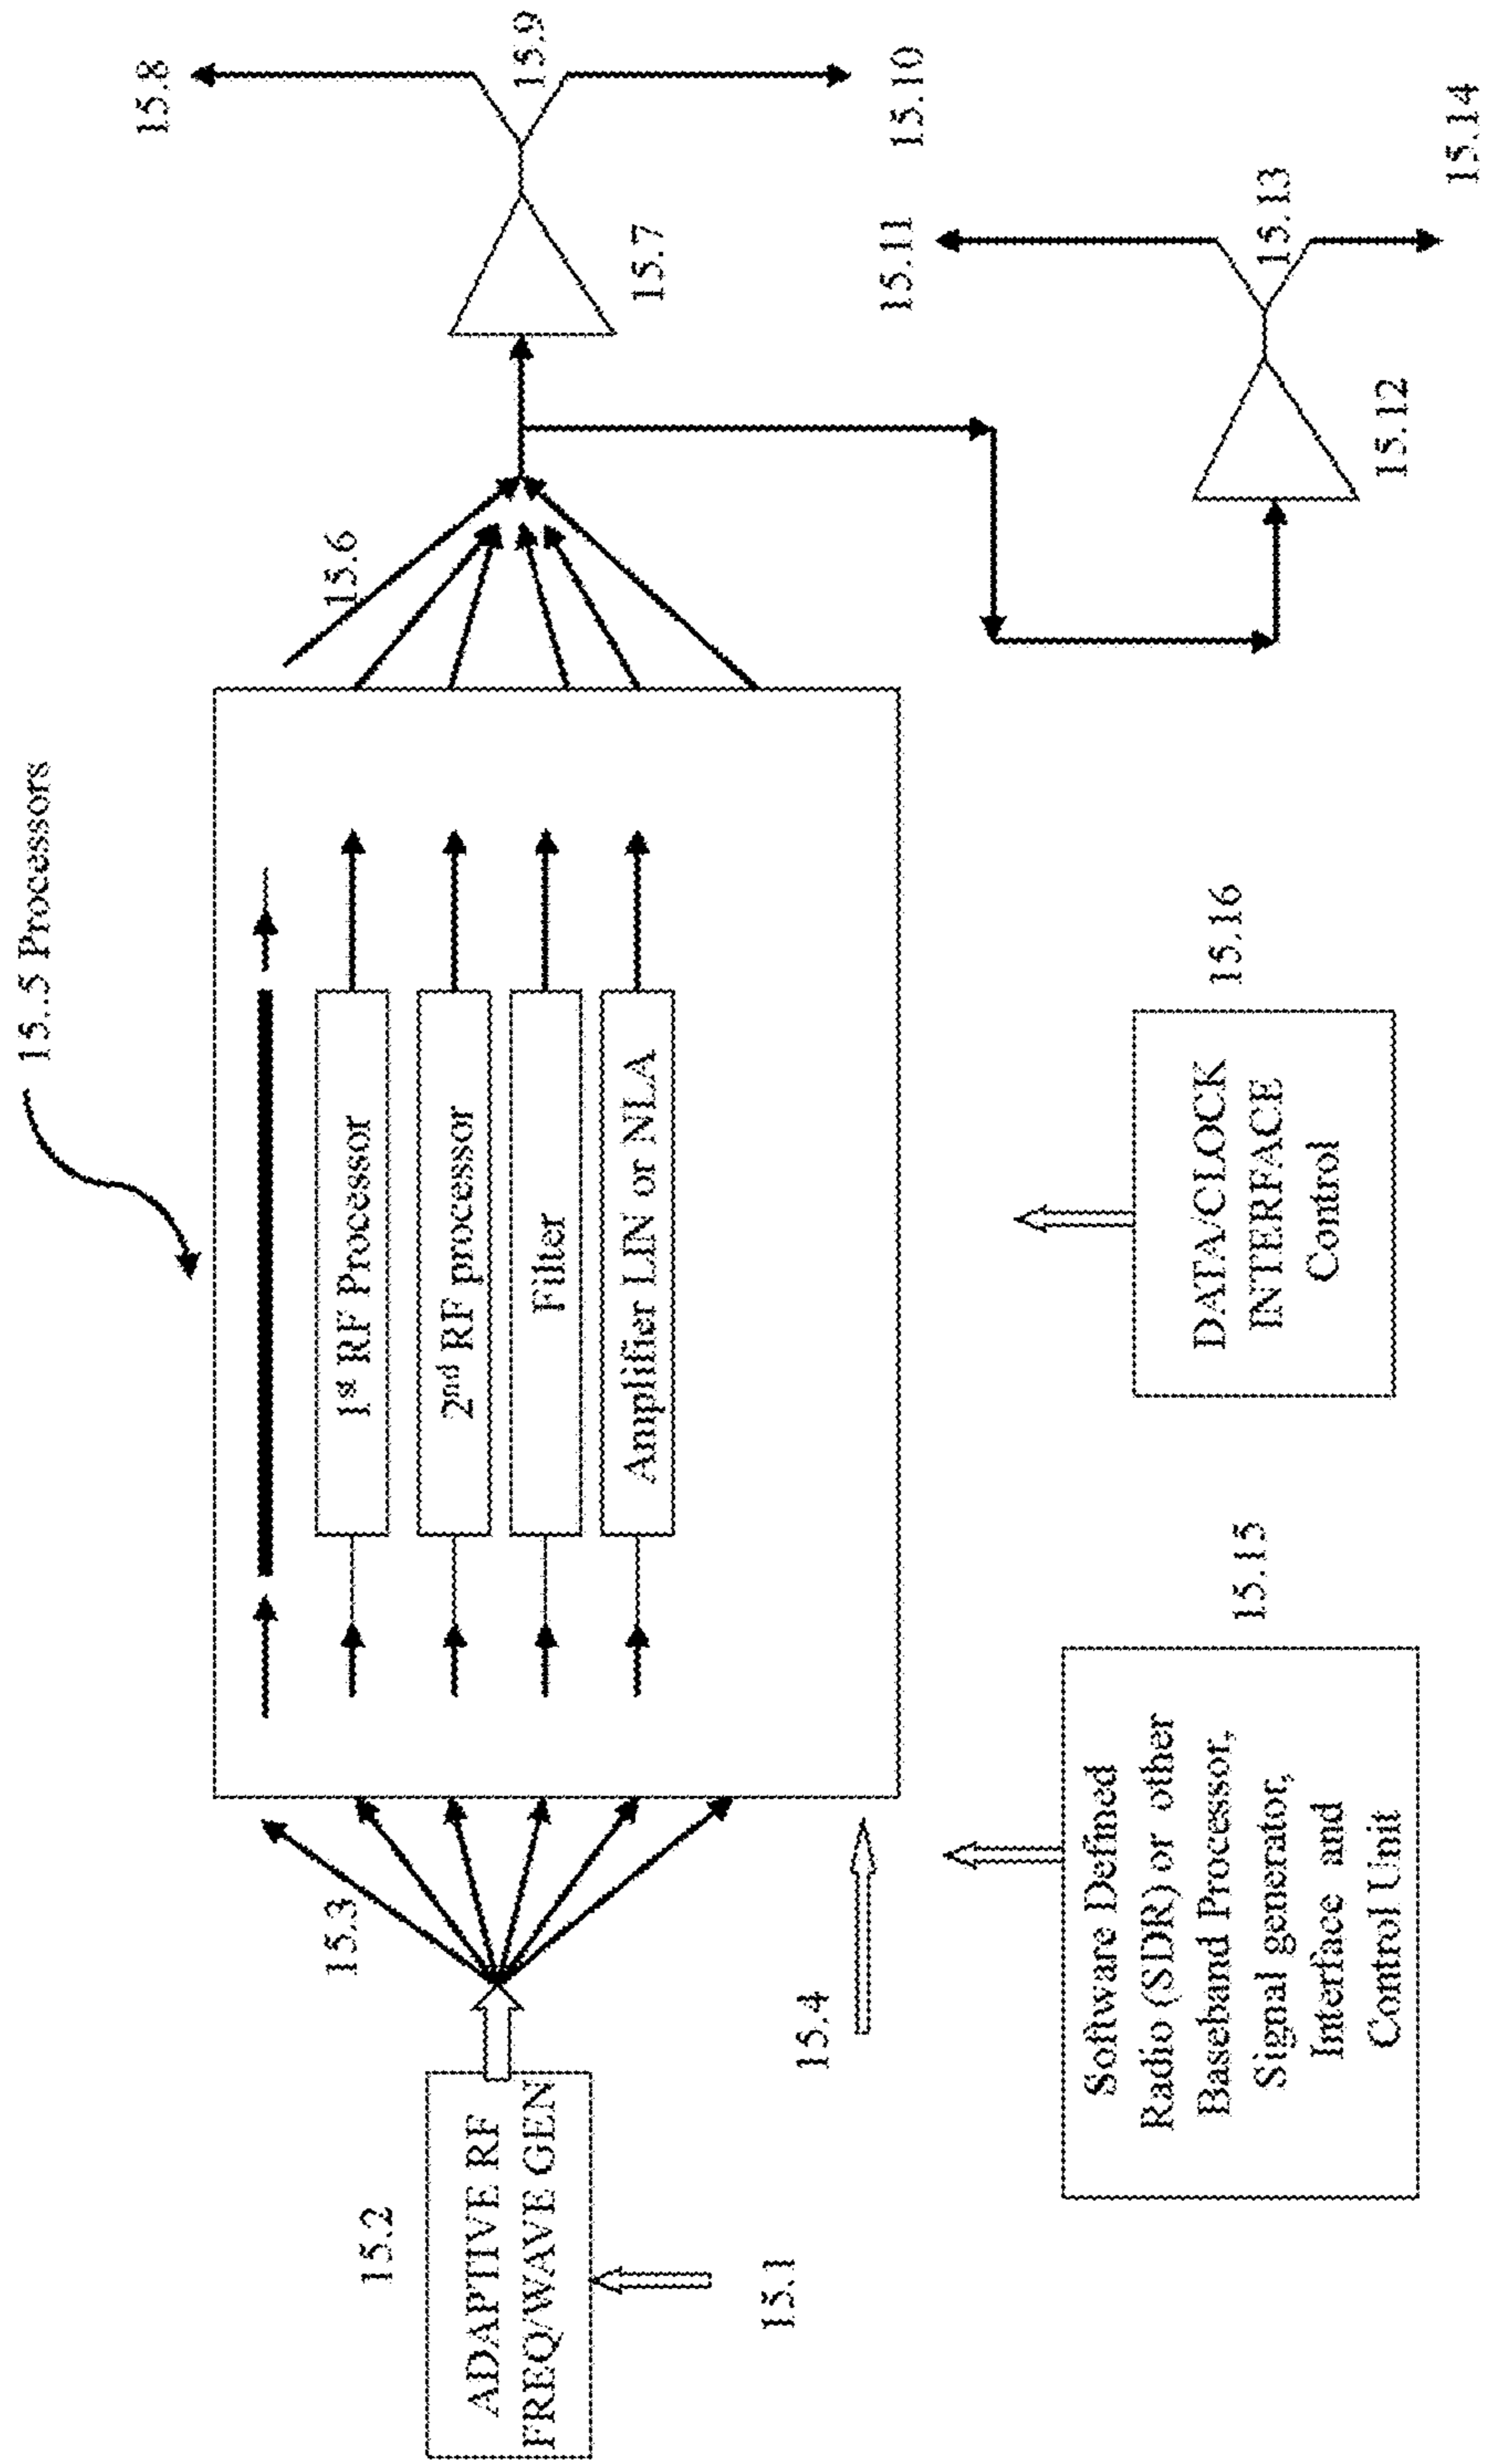 15.5 Processors
15.8
15.9
15.10
15.6
15.7
15.11
15.13
15.14
15.12
1st RF Processor
2nd RF processor
Filter
Amplifier LIN or NLA
15.3
15.2
ADAPTIVE RF
FREQ/WAVE GEN
15.1
15.4
15.15
Software Defined
Radio (SDR) or other
Baseband Processor,
Signal generator,
Interface and
Control Unit
15.16
DATA/CLOCK
INTERFACE
Control